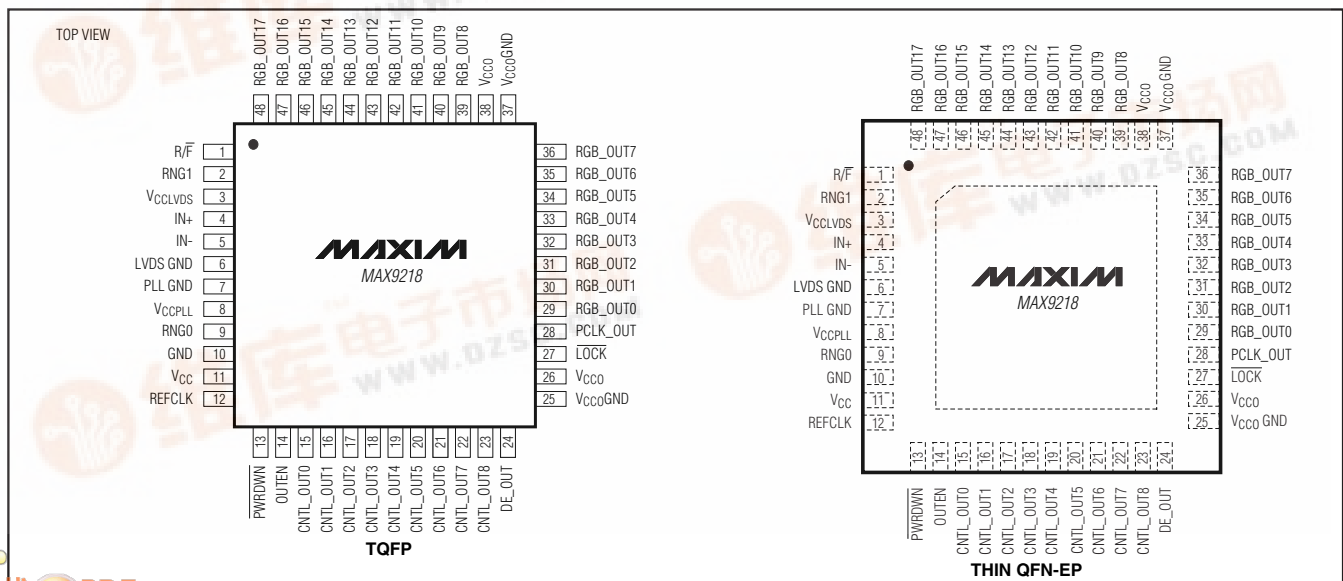 TOP VIEW
RGB_OUT17
RGB_OUT16
RGB_OUT15
RGB_OUT14
RGB_OUT13
RGB_OUT12
RGB_OUT11
RGB_OUT10
RGB_OUT9
RGB_OUT8
VCCO
VCCOGND
48 47 46 45 44 43 42 41 40 39 38 37
R/F 1
RNG1 2
VCCLVDS 3
IN+ 4
IN- 5
LVDS GND 6
PLL GND 7
VCCPLL 8
RNG0 9
GND 10
VCC 11
REFCLK 12
MAXIM
MAX9218
36 RGB_OUT7
35 RGB_OUT6
34 RGB_OUT5
33 RGB_OUT4
32 RGB_OUT3
31 RGB_OUT2
30 RGB_OUT1
29 RGB_OUT0
28 PCLK_OUT
27 LOCK
26 VCCO
25 VCCOGND
13 14 15 16 17 18 19 20 21 22 23 24
PWRDWN
OUTEN
CNTL_OUT0
CNTL_OUT1
CNTL_OUT2
CNTL_OUT3
CNTL_OUT4
CNTL_OUT5
CNTL_OUT6
CNTL_OUT7
CNTL_OUT8
DE_OUT
TQFP
RGB_OUT17
RGB_OUT16
RGB_OUT15
RGB_OUT14
RGB_OUT13
RGB_OUT12
RGB_OUT11
RGB_OUT10
RGB_OUT9
RGB_OUT8
VCCO
VCCO GND
48 47 46 45 44 43 42 41 40 39 38 37
R/F 1
RNG1 2
VCCLVDS 3
IN+ 4
IN- 5
LVDS GND 6
PLL GND 7
VCCPLL 8
RNG0 9
GND 10
VCC 11
REFCLK 12
MAXIM
MAX9218
36 RGB_OUT7
35 RGB_OUT6
34 RGB_OUT5
33 RGB_OUT4
32 RGB_OUT3
31 RGB_OUT2
30 RGB_OUT1
29 RGB_OUT0
28 PCLK_OUT
27 LOCK
26 VCCO
25 VCCO GND
13 14 15 16 17 18 19 20 21 22 23 24
PWRDWN
OUTEN
CNTL_OUT0
CNTL_OUT1
CNTL_OUT2
CNTL_OUT3
CNTL_OUT4
CNTL_OUT5
CNTL_OUT6
CNTL_OUT7
CNTL_OUT8
DE_OUT
THIN QFN-EP
维库电子市场网
WWW.DZSC.COM